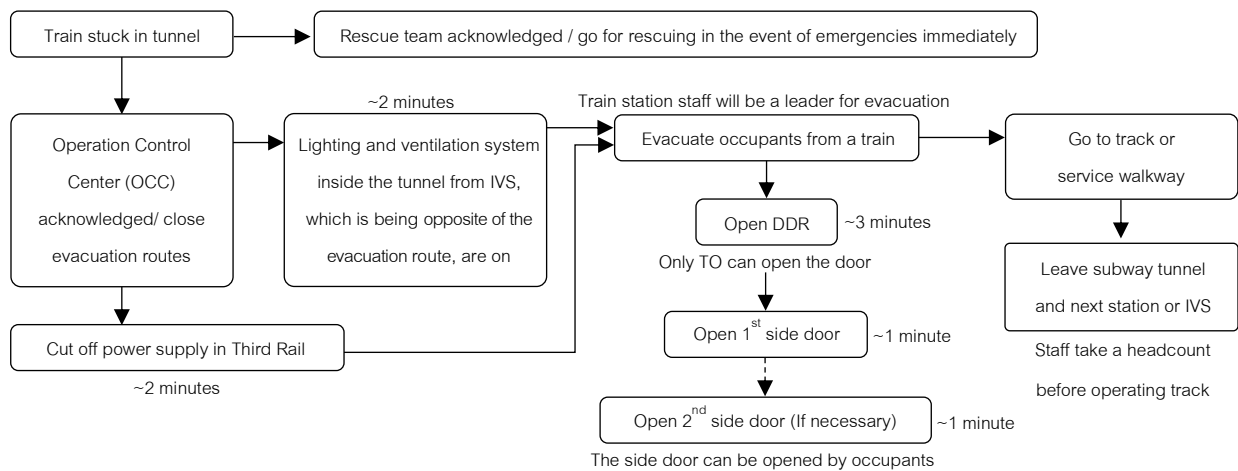 Train stuck in tunnel
Rescue team acknowledged / go for rescuing in the event of emergencies immediately
~2 minutes
Train station staff will be a leader for evacuation
Operation Control
Center (OCC)
acknowledged/ close
evacuation routes
Lighting and ventilation system
inside the tunnel from IVS,
which is being opposite of the
evacuation route, are on
Evacuate occupants from a train
Go to track or
service walkway
Open DDR
~3 minutes
Only TO can open the door
Leave subway tunnel
and next station or IVS
Cut off power supply in Third Rail
~2 minutes
Open 1st side door
~1 minute
Staff take a headcount
before operating track
Open 2nd side door (If necessary)
~1 minute
The side door can be opened by occupants